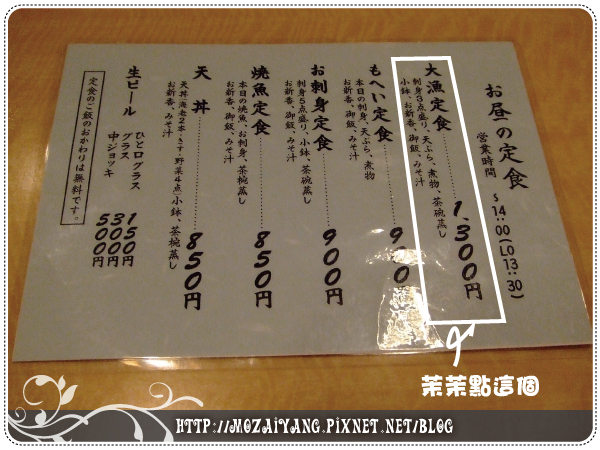 お昼の定食
営業時間 ~14:00(LO13:30)
大漁定食……1,300円
刺身3点盛り、天ぷら、煮物、茶碗蒸し
小鉢、お新香、御飯、みそ汁
もへい定食
本日の刺身、天ぷら、煮物
お新香、御飯、みそ汁
お刺身定食……900円
刺身5点盛り、小鉢、茶碗蒸し
お新香、御飯、みそ汁
焼魚定食……850円
本日の焼魚、お刺身、茶碗蒸し
お新香、御飯、みそ汁
天丼……850円
天丼(海老2本・きす・野菜4点)小鉢、茶碗蒸し
お新香、みそ汁
生ビール
ひと口グラス 150円
グラス 300円
中ジョッキ 500円
定食のご飯のおかわりは無料です。
茉茉點這個
HTTP://MOZAIYANG.PIXNET.NET/BLOG